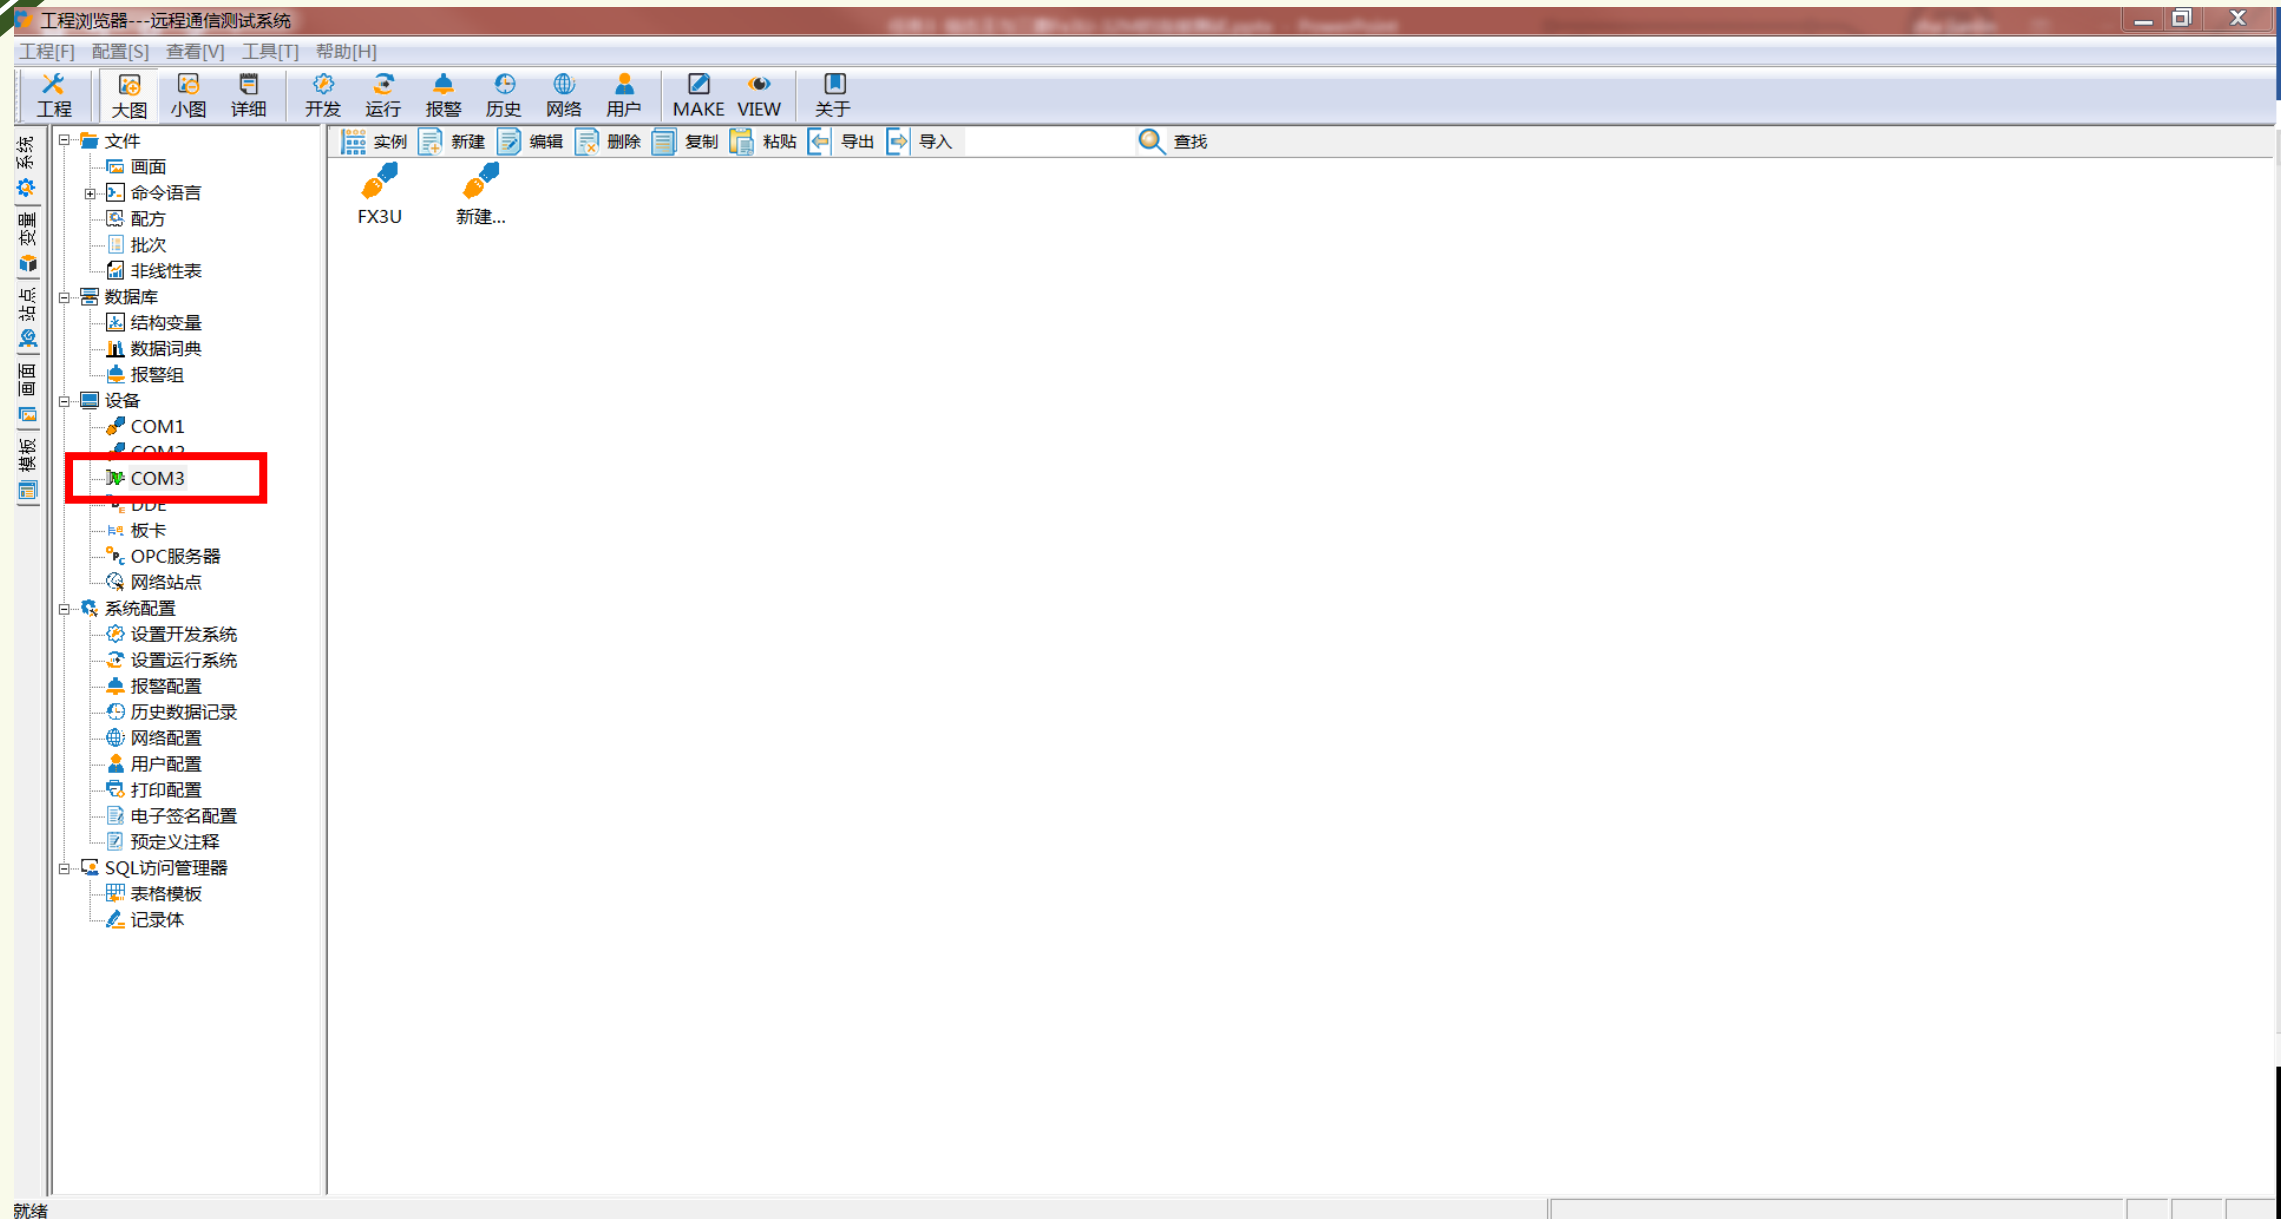 工程浏览器---远程通信测试系统
工程[F] 配置[S] 查看[V] 工具[T] 帮助[H]
工程 大图 小图 详细 开发 运行 报警 历史 网络 用户 MAKE VIEW 关于
实例 新建 编辑 删除 复制 粘贴 导出 导入 查找
系统
变量
站点
画面
模板
文件
画面
命令语言
配方
批次
非线性表
数据库
结构变量
数据词典
报警组
设备
COM1
COM2
COM3
DDE
板卡
OPC服务器
网络站点
系统配置
设置开发系统
设置运行系统
报警配置
历史数据记录
网络配置
用户配置
打印配置
电子签名配置
预定义注释
SQL访问管理器
表格模板
记录体
FX3U 新建...
就绪